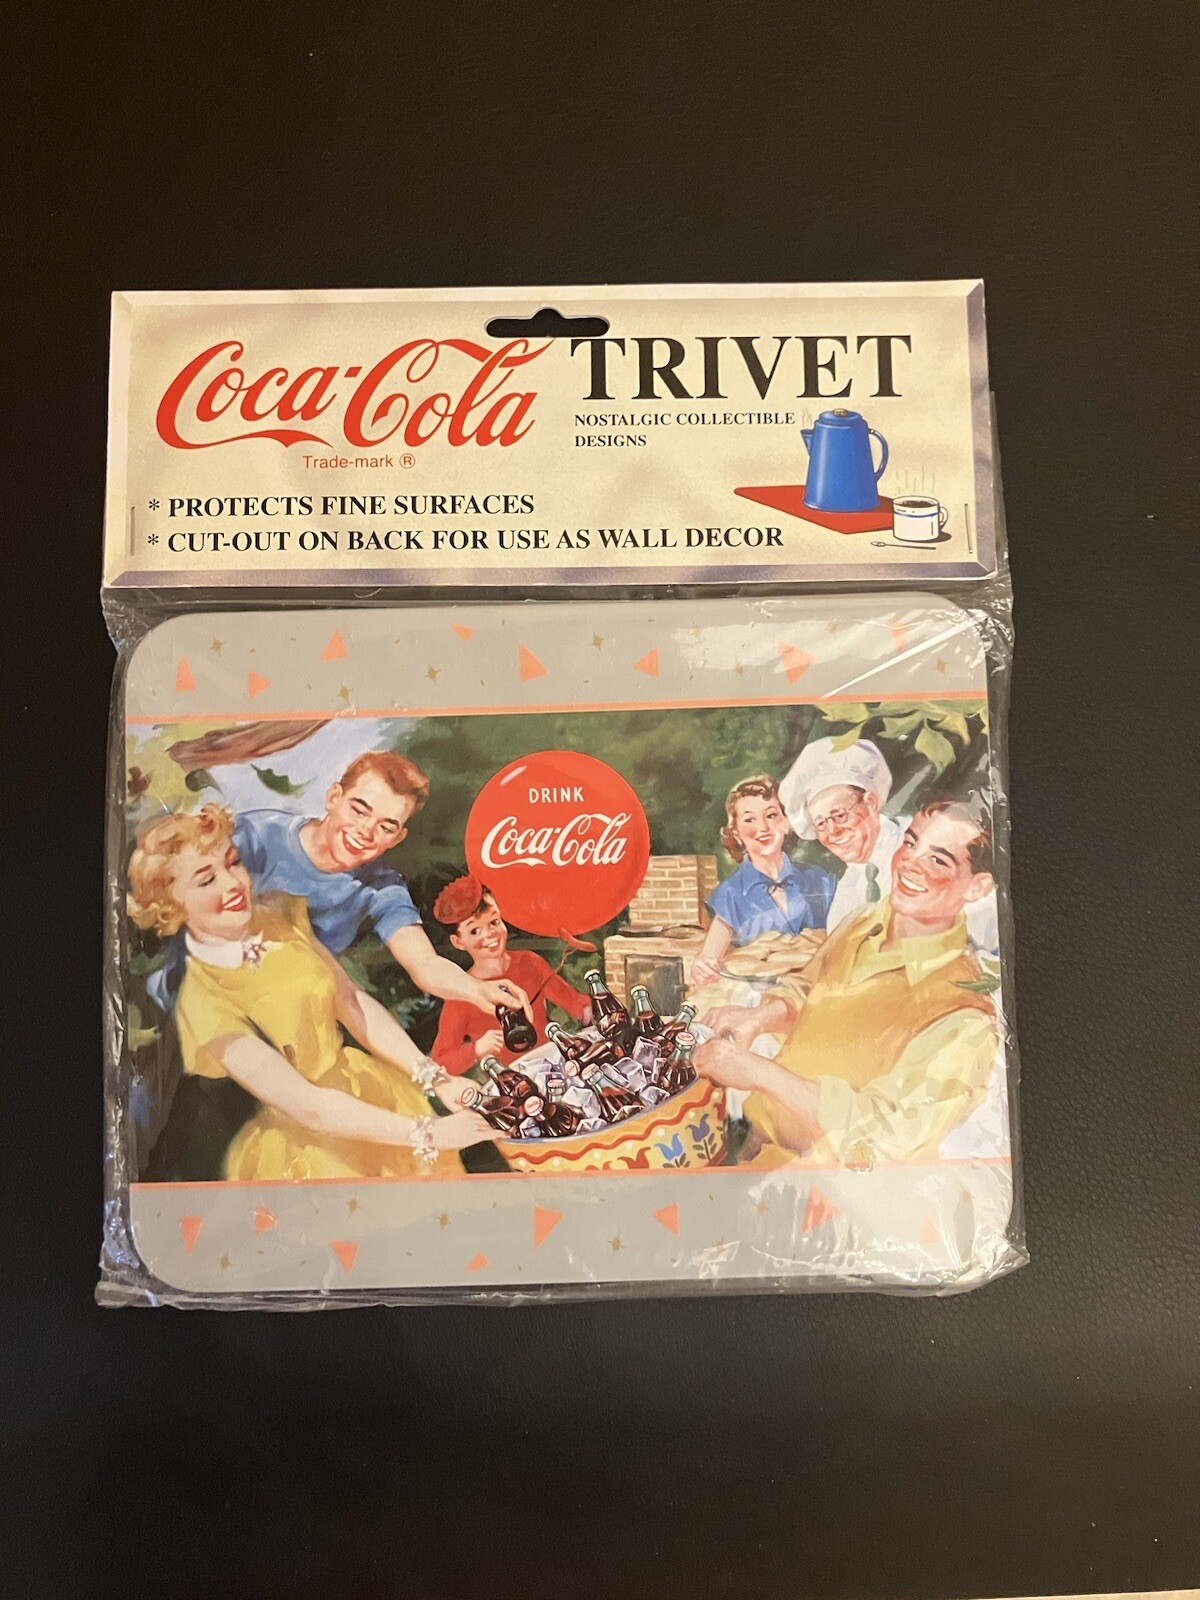 Coca-Cola
Trade-mark ®
TRIVET
NOSTALGIC COLLECTIBLE
DESIGNS
* PROTECTS FINE SURFACES
* CUT-OUT ON BACK FOR USE AS WALL DECOR
DRINK
Coca-Cola